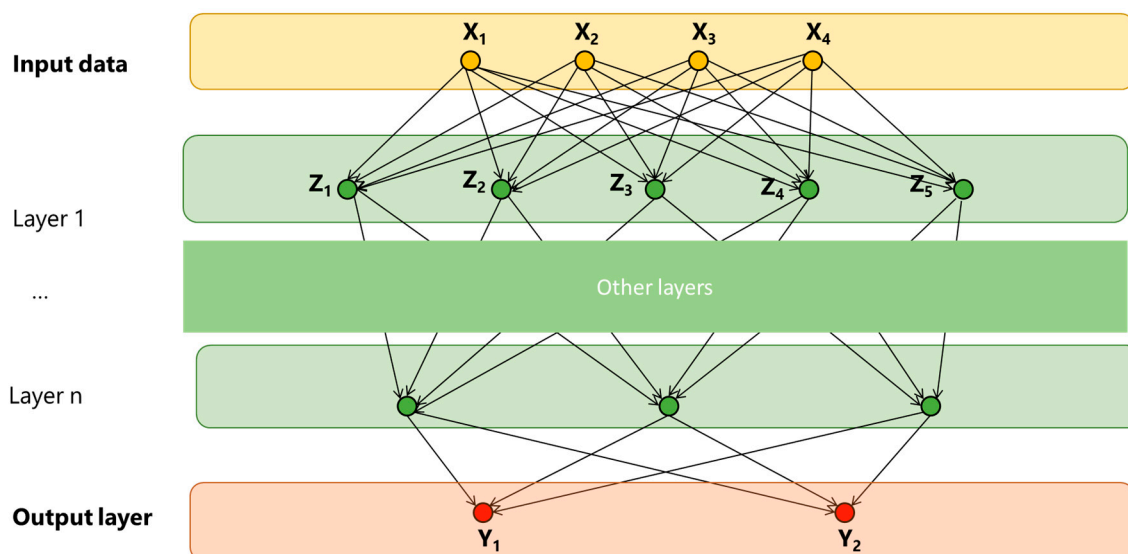 X₁ X₂ X₃ X₄
Input data
Z₁ Z₂ Z₃ Z₄ Z₅
Layer 1
...
Other layers
Layer n
Output layer
Y₁ Y₂